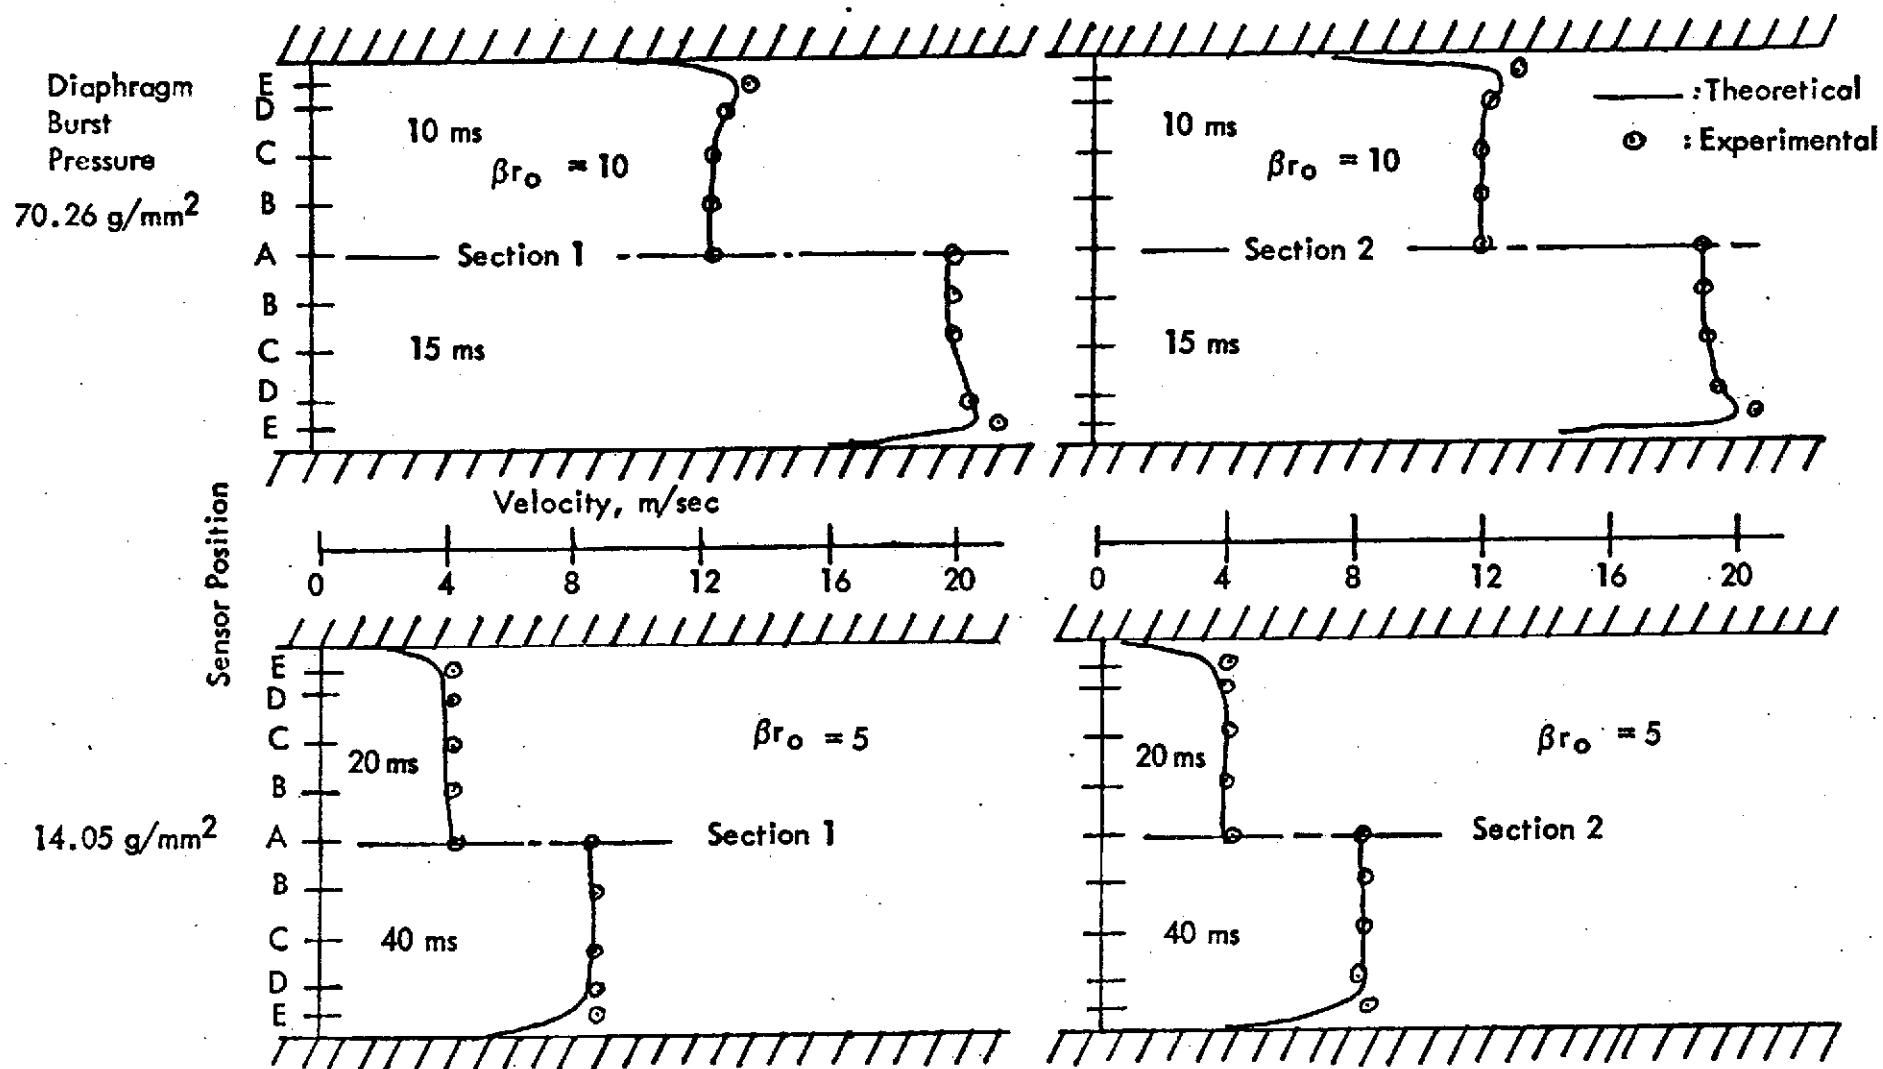 Diaphragm
Burst
Pressure
70.26 g/mm²
E
D
C
B
A
B
C
D
E
10 ms
βr₀ = 10
Section 1
15 ms
10 ms
βr₀ = 10
Section 2
15 ms
: Theoretical
: Experimental
Velocity, m/sec
0 4 8 12 16 20
0 4 8 12 16 20
Sensor Position
14.05 g/mm²
E
D
C
B
A
B
C
D
E
20 ms
βr₀ = 5
Section 1
40 ms
20 ms
βr₀ = 5
Section 2
40 ms